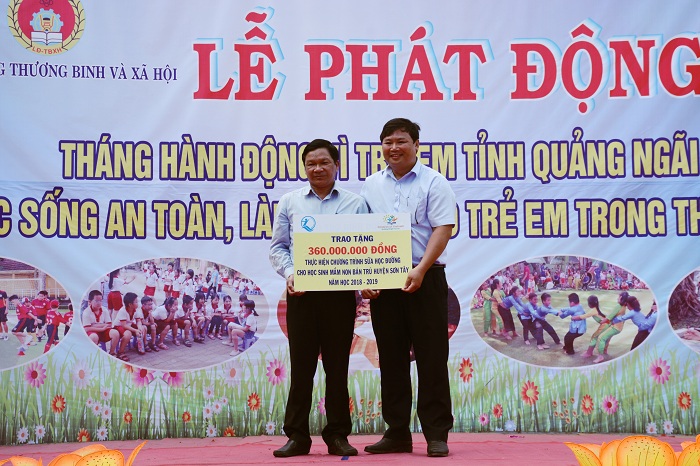 LĐ-TBXH
THƯƠNG BINH VÀ XÃ HỘI
LỄ PHÁT ĐỘNG
THÁNG HÀNH ĐỘNG VÌ TRẺ EM TỈNH QUẢNG NGÃI
SỐNG AN TOÀN, TRẺ EM TRONG
TRAO TẶNG
360.000.000 ĐỒNG
THỰC HIỆN CHƯƠNG TRÌNH SỮA HỌC ĐƯỜNG
CHO HỌC SINH MẦM NON BÁN TRÚ HUYỆN SƠN TÂY
NĂM HỌC 2018 - 2019